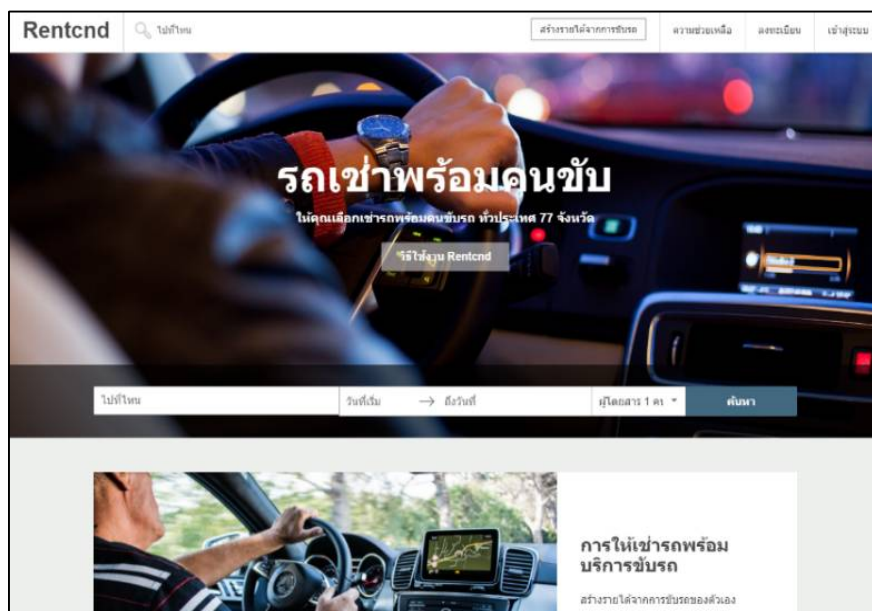 Rentcnd
ไปที่ไหน
สร้างรายได้จากการขับรถ
ความช่วยเหลือ
ลงทะเบียน
เข้าสู่ระบบ
รถเช่าพร้อมคนขับ
ให้คุณเลือกเช่ารถพร้อมคนขับรถ ทั่วประเทศ 77 จังหวัด
วิธีใช้งาน Rentcnd
ไปที่ไหน
วันที่เริ่ม → ถึงวันที่
ผู้โดยสาร 1 คน
ค้นหา
การให้เช่ารถพร้อม
บริการขับรถ
สร้างรายได้จากการขับรถของตัวเอง